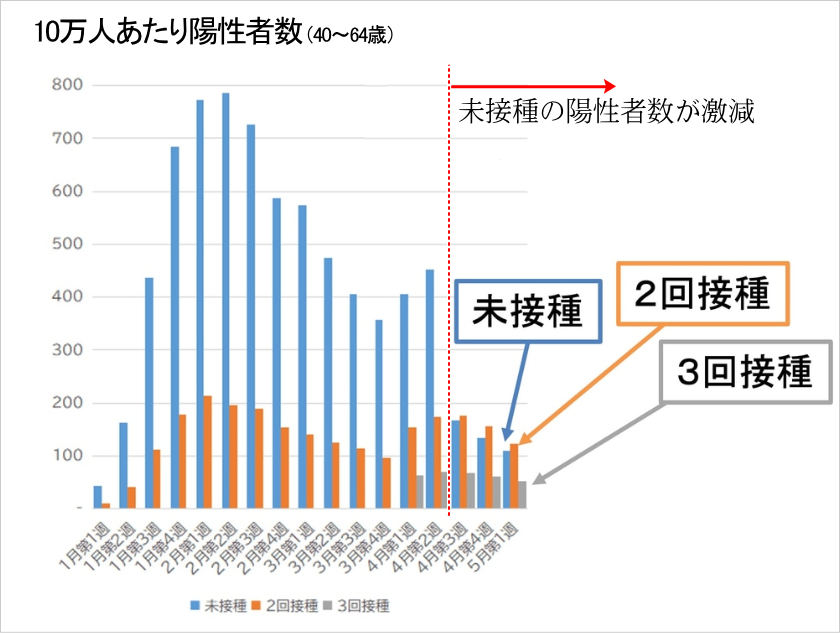 10万人あたり陽性者数(40～64歳)
未接種の陽性者数が激減
800
700
600
500
400
300
200
100
-
未接種
2回接種
3回接種
1月第1週
1月第2週
1月第3週
1月第4週
2月第1週
2月第2週
2月第3週
2月第4週
3月第1週
3月第2週
3月第3週
3月第4週
4月第1週
4月第2週
4月第3週
4月第4週
5月第1週
未接種 2回接種 3回接種